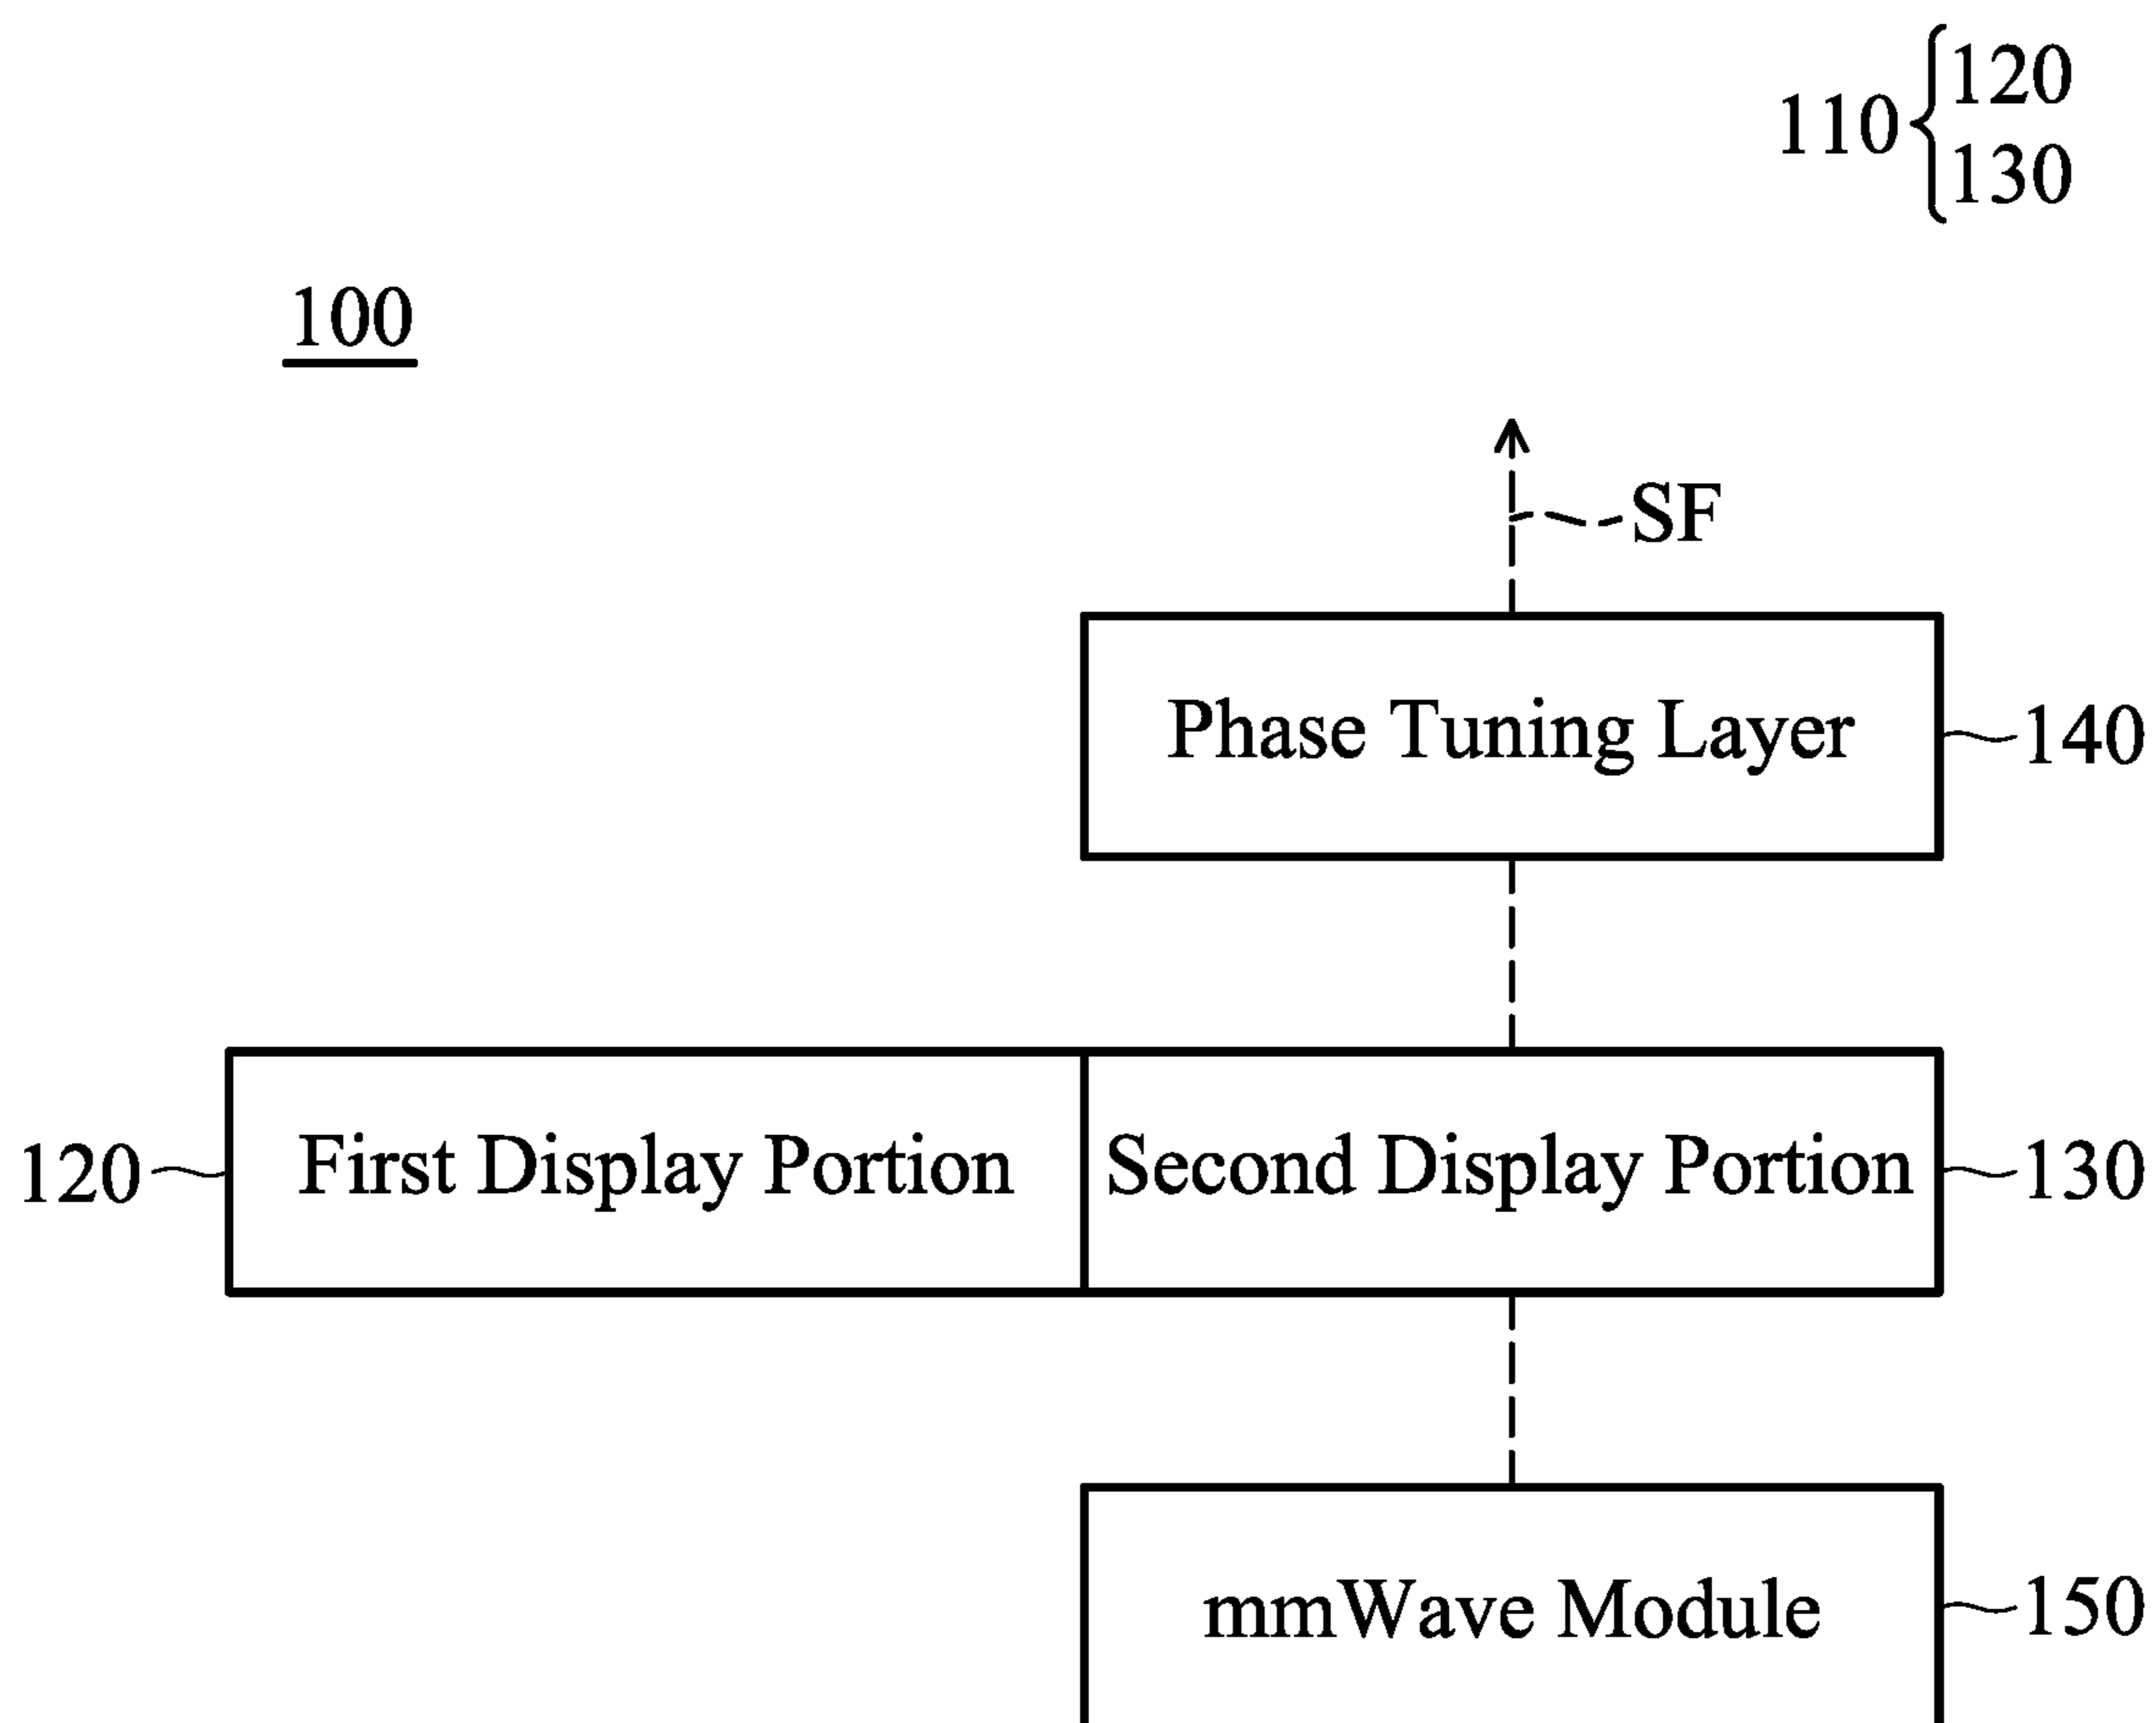 120
110
130
100
SF
Phase Tuning Layer
140
120
First Display Portion
Second Display Portion
130
mmWave Module
150